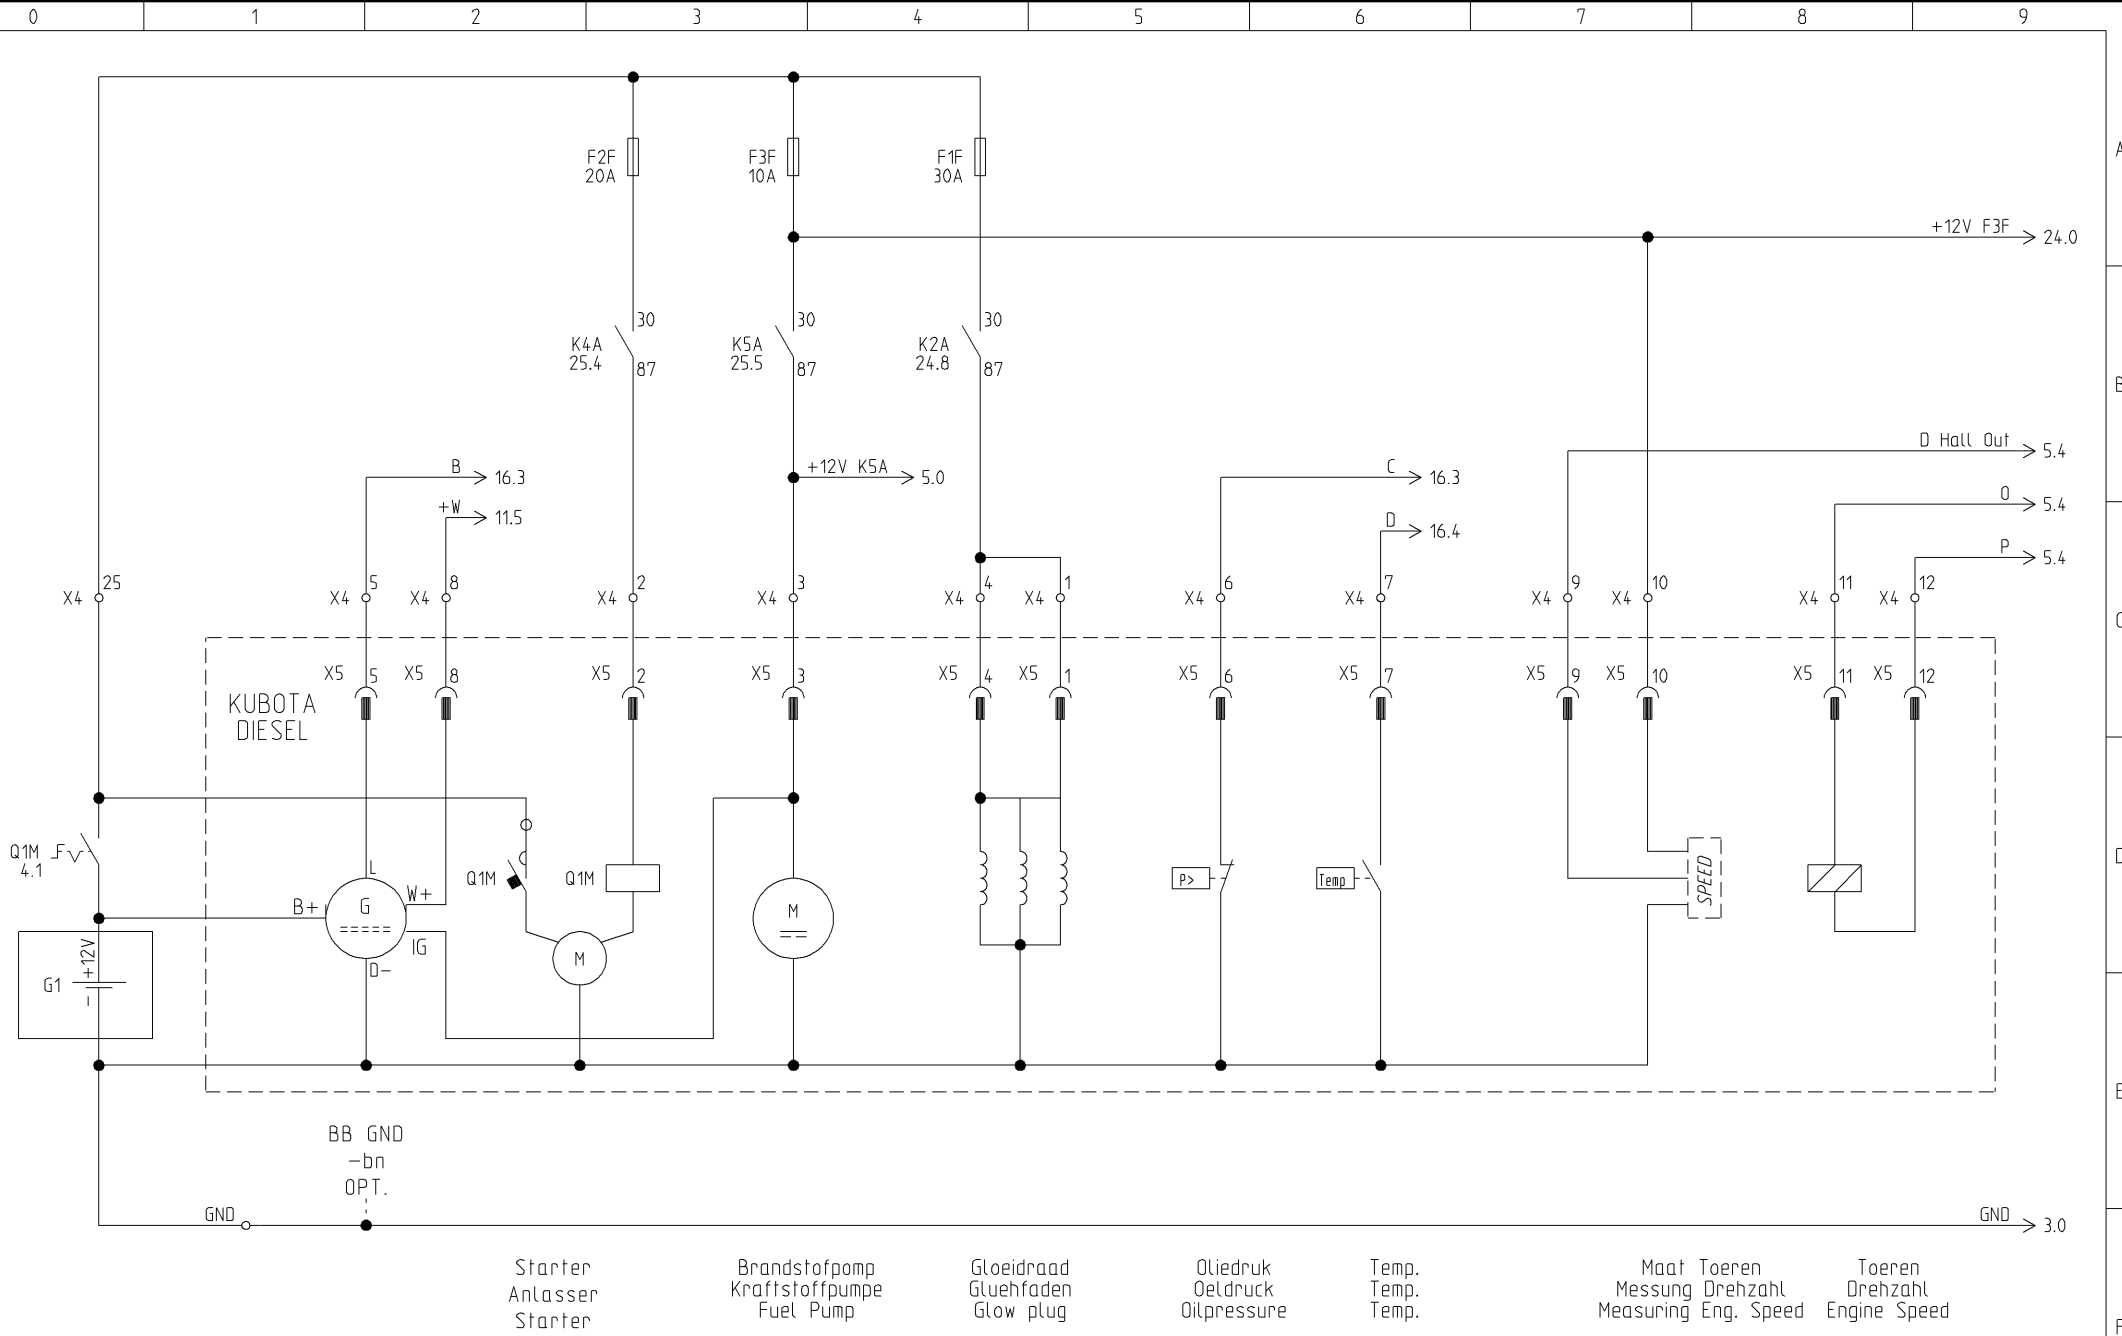 0 1 2 3 4 5 6 7 8 9
F2F F3F F1F
20A 10A 30A
A
+12V F3F 24.0
30 30 30
K4A K5A K2A
25.4 25.5 24.8
87 87 87
B
D Hall Out 5.4
B 16.3
+12V K5A 5.0
C 16.3
O 5.4
+W 11.5
D 16.4
P 5.4
25 5 8 2 3 4 1 6 7 9 10 11 12
X4 X4 X4 X4 X4 X4 X4 X4 X4 X4 X4 X4 X4
C
X5 5 X5 8 X5 2 X5 3 X5 4 X5 1 X5 6 X5 7 X5 9 X5 10 X5 11 X5 12
KUBOTA
DIESEL
Q1M
4.1
L
Q1M Q1M
P>
Temp
SPEED
D
B+ G W+
M
IG
M
D-
+12V
G1
-
E
BB GND
-bn
OPT.
GND
GND 3.0
Starter
Anlasser
Starter
Brandstofpomp
Kraftstoffpumpe
Fuel Pump
Gloeidraad
Gluehfaden
Glow plug
Oliedruk
Oeldruck
Oilpressure
Temp.
Temp.
Temp.
Maat Toeren
Messung Drehzahl
Measuring Eng. Speed
Toeren
Drehzahl
Engine Speed
F